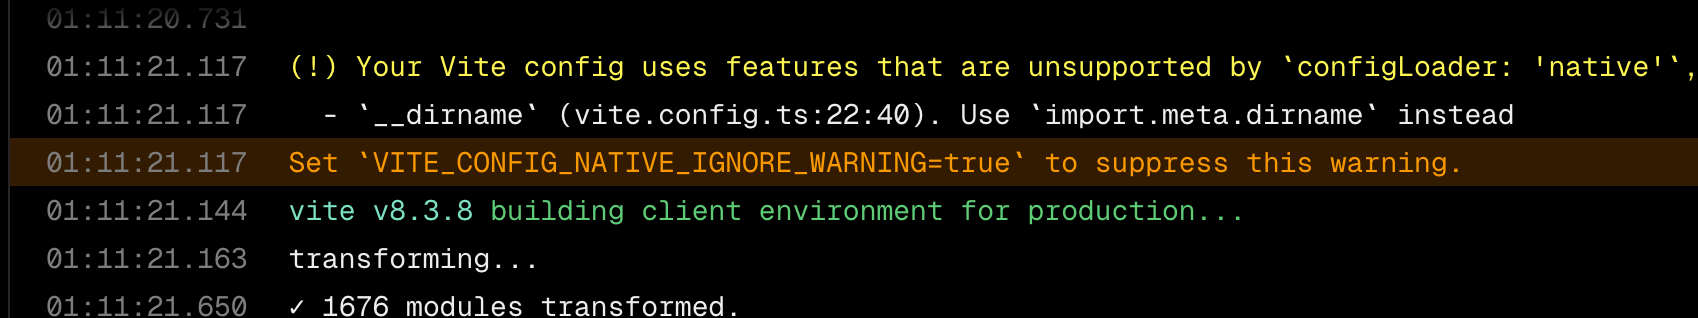 01:11:20.731
01:11:21.117 (!) Your Vite config uses features that are unsupported by `configLoader: 'native'`,
01:11:21.117 - `__dirname` (vite.config.ts:22:40). Use `import.meta.dirname` instead
01:11:21.117 Set `VITE_CONFIG_NATIVE_IGNORE_WARNING=true` to suppress this warning.
01:11:21.144 vite v8.3.8 building client environment for production...
01:11:21.163 transforming...
01:11:21.650 ✓ 1676 modules transformed.